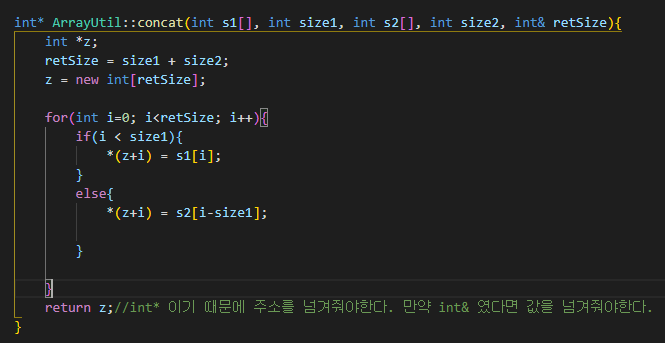 int* ArrayUtil::concat(int s1[], int size1, int s2[], int size2, int& retSize){
    int *z;
    retSize = size1 + size2;
    z = new int[retSize];
    for(int i=0; i<retSize; i++){
        if(i < size1){
            *(z+i) = s1[i];
        }
        else{
            *(z+i) = s2[i-size1];
        }
    }
    return z;//int* 이기 때문에 주소를 넘겨줘야한다. 만약 int& 였다면 값을 넘겨줘야한다.
}